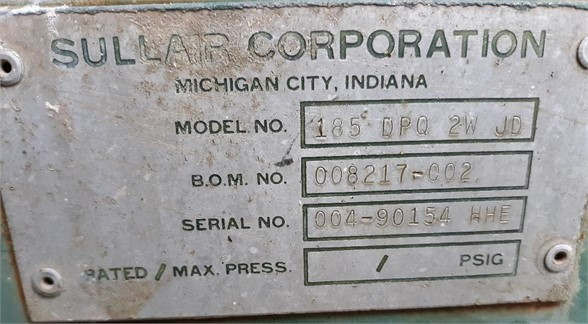 SULLAIR CORPORATION
MICHIGAN CITY, INDIANA
MODEL NO. 185 DPQ 2W JD
B.O.M. NO. 008217-002
SERIAL NO. 004-90154 HHE
RATED / MAX. PRESS. / PSIG